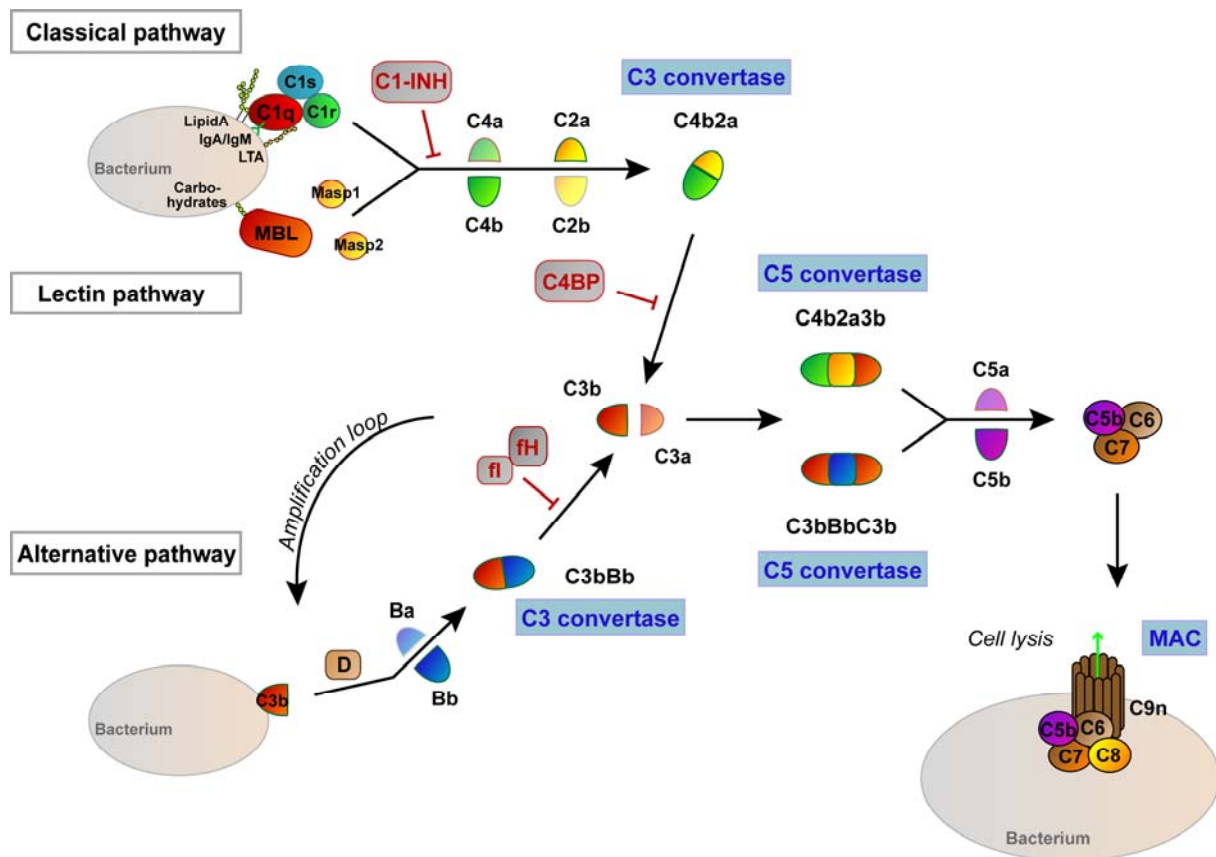 Classical pathway
C1s
C1q
C1r
LipidA
IgA/IgM
LTA
Bacterium
Carbo-
hydrates
MBL
Masp1
Masp2
Lectin pathway
C1-INH
C4a
C2a
C4b
C2b
C3 convertase
C4b2a
C4BP
C5 convertase
C4b2a3b
C3b
C3a
C5a
C5b
C5b
C6
C7
fH
fI
Amplification loop
C3bBbC3b
C5 convertase
Alternative pathway
C3bBb
C3 convertase
Ba
Bb
D
C3b
Bacterium
Cell lysis
MAC
C9n
C5b
C6
C7
C8
Bacterium